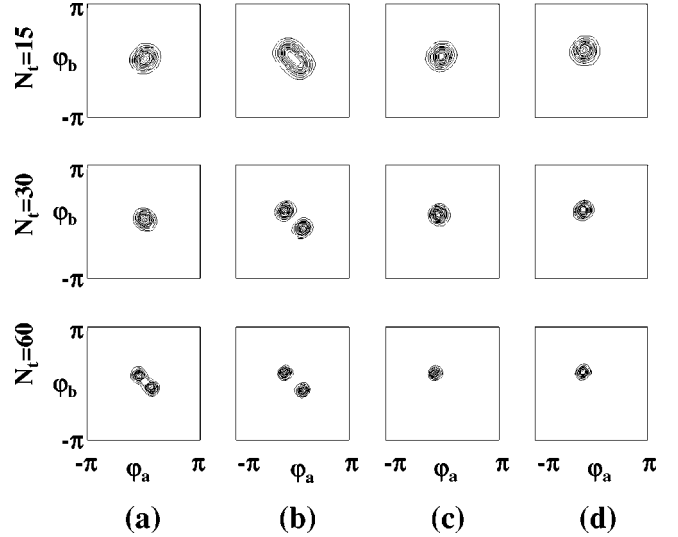 π
N_t=15 φ_b
-π
π
N_t=30 φ_b
-π
π
N_t=60 φ_b
-π
-π φ_a π -π φ_a π -π φ_a π -π φ_a π
(a) (b) (c) (d)